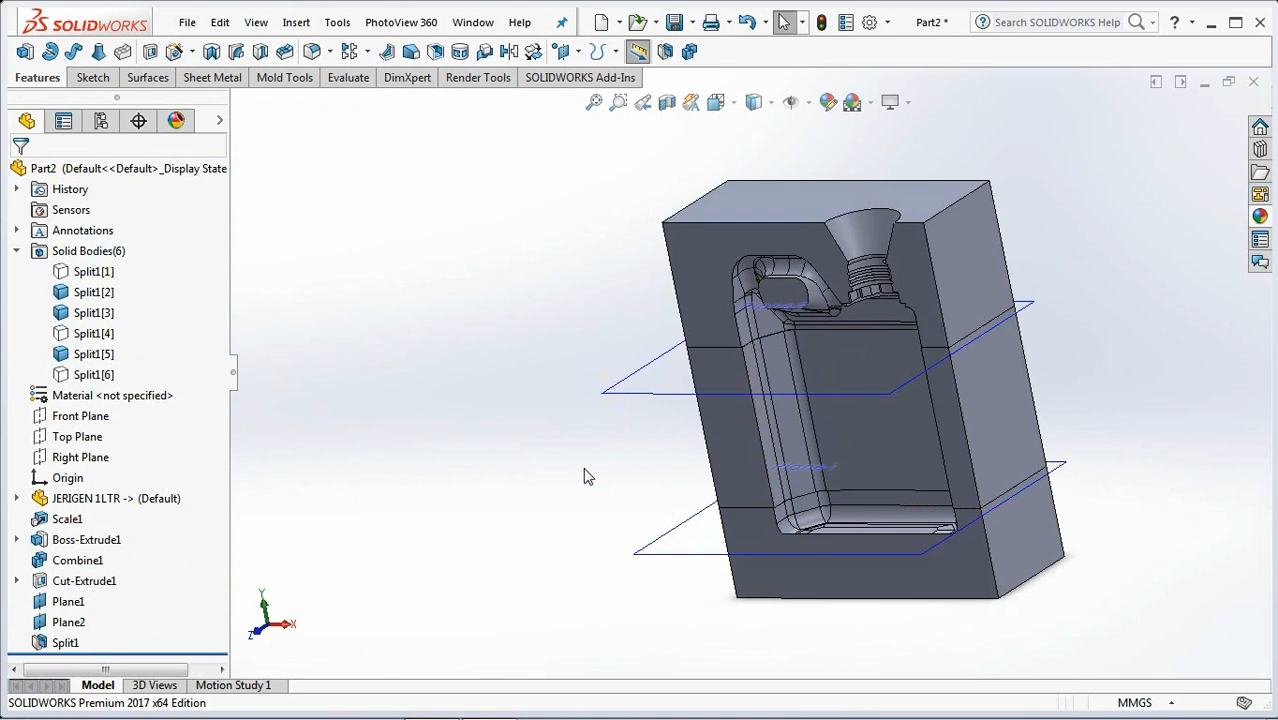 SOLIDWORKS
File Edit View Insert Tools PhotoView 360 Window Help
Part2 *
Search SOLIDWORKS Help
?
Features Sketch Surfaces Sheet Metal Mold Tools Evaluate DimXpert Render Tools SOLIDWORKS Add-Ins
Part2 (Default<<Default>_Display State
History
Sensors
Annotations
Solid Bodies(6)
Split1[1]
Split1[2]
Split1[3]
Split1[4]
Split1[5]
Split1[6]
Material <not specified>
Front Plane
Top Plane
Right Plane
Origin
JERIGEN 1LTR -> (Default)
Scale1
Boss-Extrude1
Combine1
Cut-Extrude1
Plane1
Plane2
Split1
Y
X
Z
Model 3D Views Motion Study 1
SOLIDWORKS Premium 2017 x64 Edition
MMGS